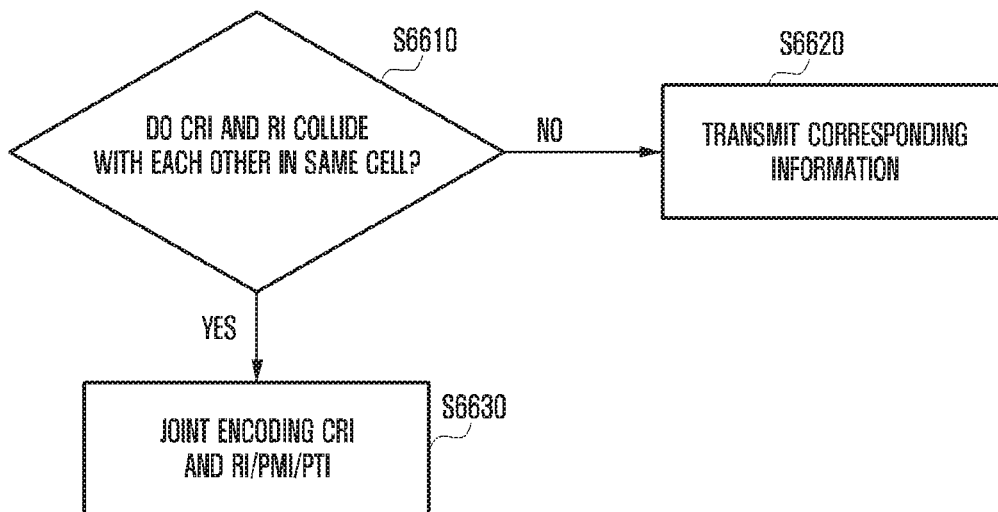 S6610
DO CRI AND RI COLLIDE
WITH EACH OTHER IN SAME CELL?
NO
S6620
TRANSMIT CORRESPONDING
INFORMATION
YES
S6630
JOINT ENCODING CRI
AND RI/PMI/PTI